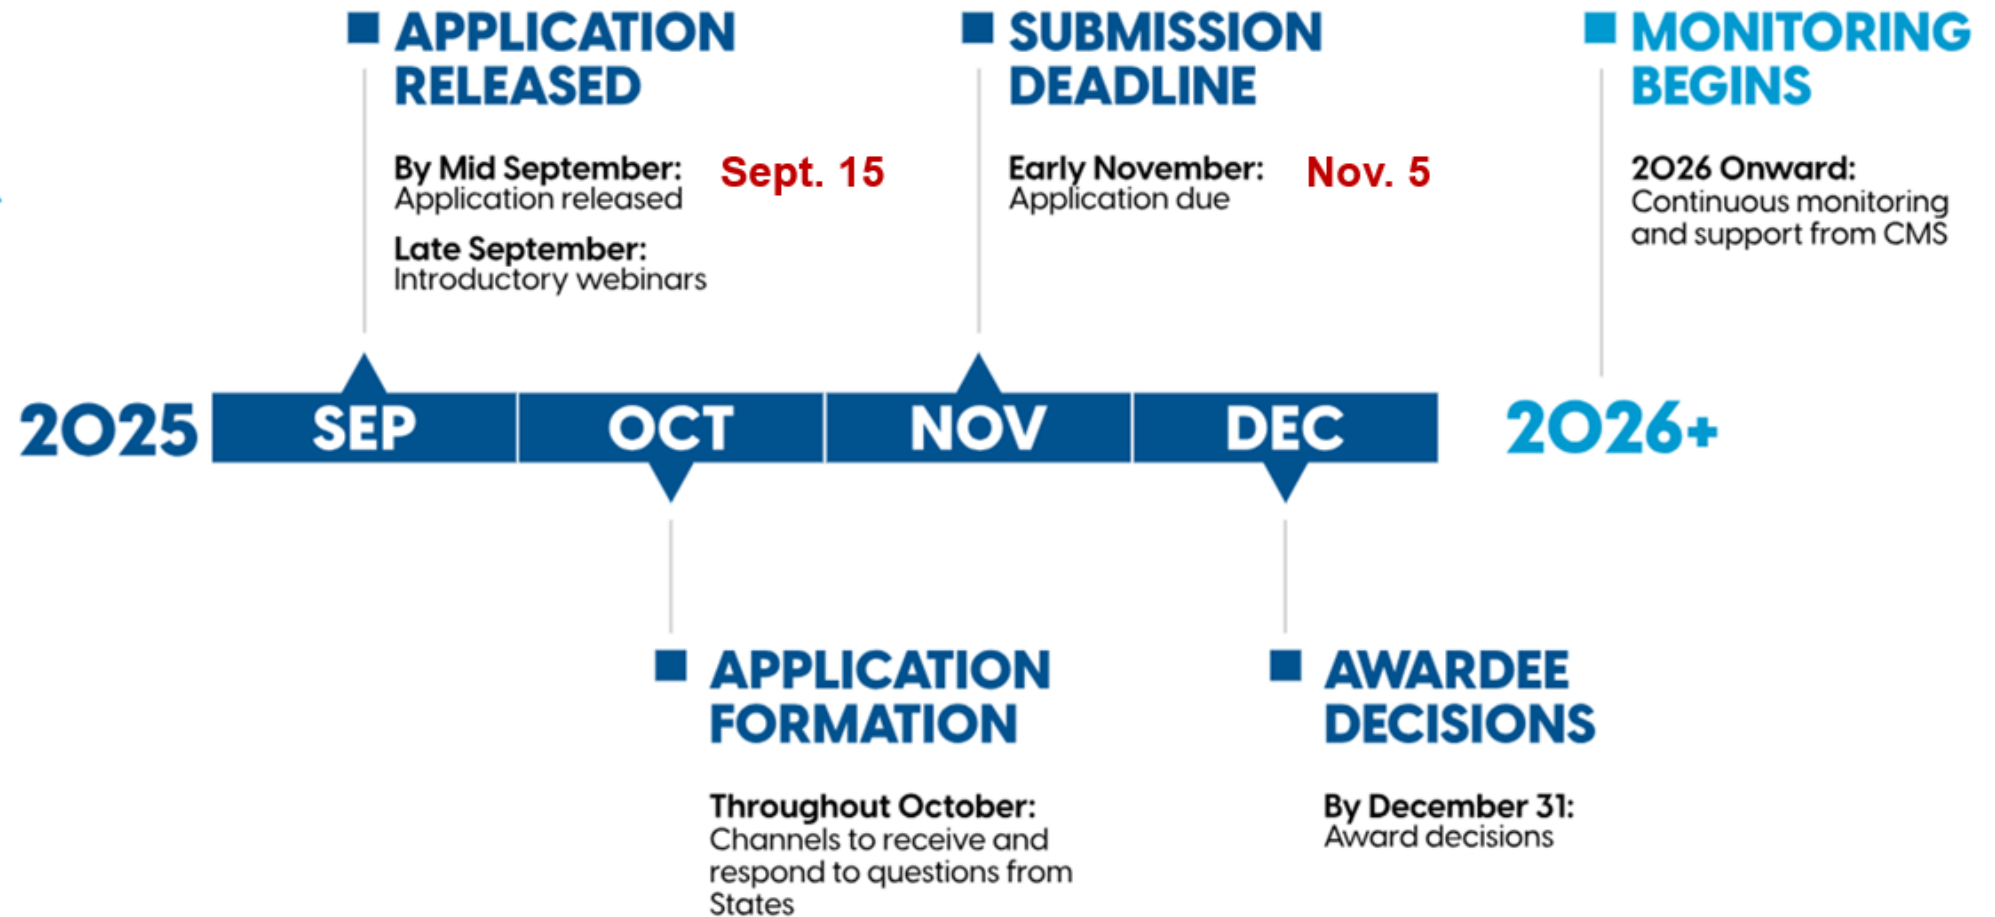 APPLICATION
RELEASED
By Mid September: Sept. 15
Application released
Late September:
Introductory webinars
SUBMISSION
DEADLINE
Early November: Nov. 5
Application due
MONITORING
BEGINS
2026 Onward:
Continuous monitoring
and support from CMS
2025 SEP OCT NOV DEC 2026+
APPLICATION
FORMATION
Throughout October:
Channels to receive and
respond to questions from
States
AWARDEE
DECISIONS
By December 31:
Award decisions